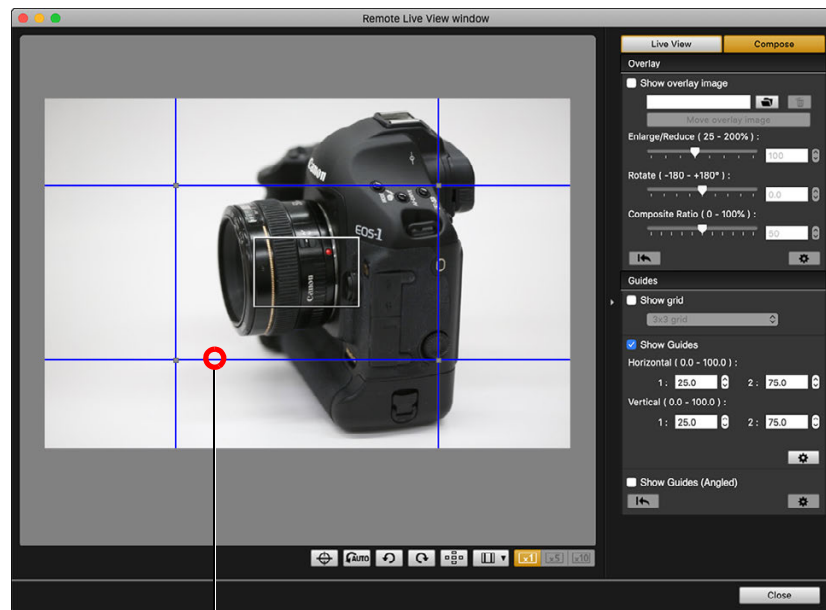 Remote Live View window
Live View Compose
Overlay
Show overlay image
Move overlay image
Enlarge/Reduce ( 25 - 200% ) :
100
Rotate ( -180 - +180° ) :
0.0
Composite Ratio ( 0 - 100% ) :
50
Guides
Show grid
3x3 grid
Show Guides
Horizontal ( 0.0 - 100.0 ) :
1 : 25.0 2 : 75.0
Vertical ( 0.0 - 100.0 ) :
1 : 25.0 2 : 75.0
Show Guides (Angled)
Canon
EOS-1
Canon
AUTO x1 x5 x10
Close